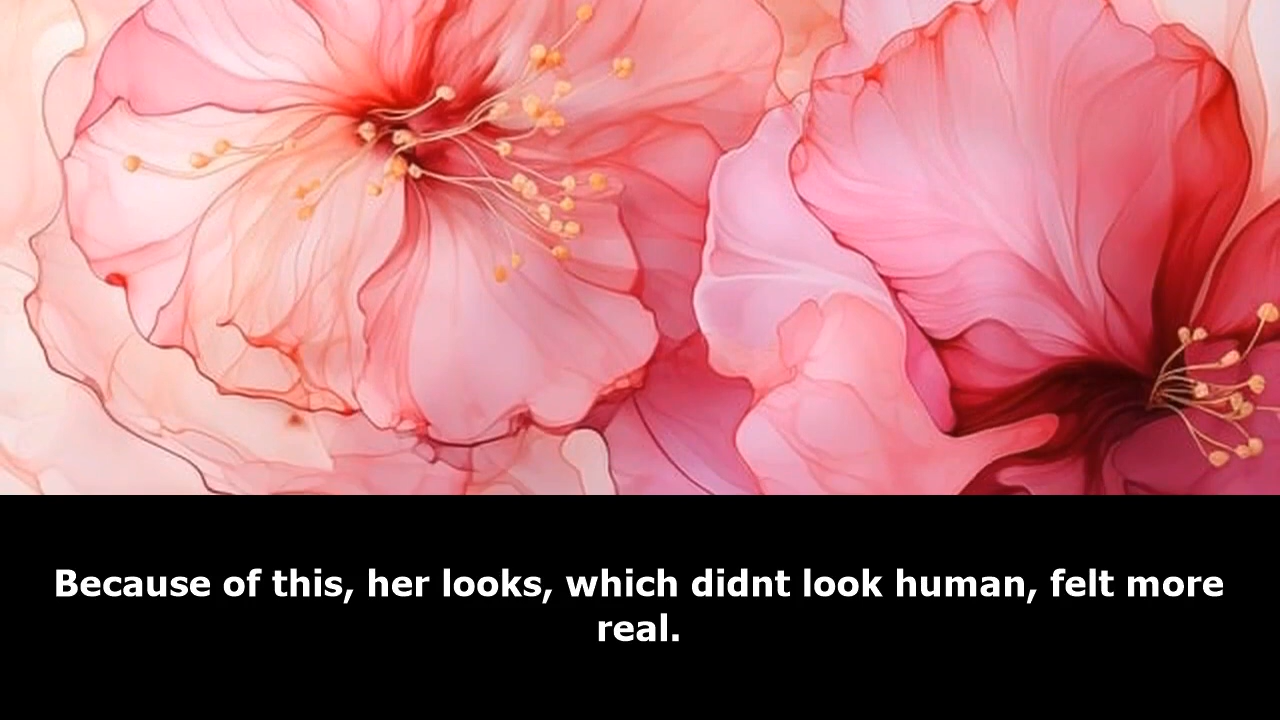 Because of this, her looks, which didnt look human, felt more
real.